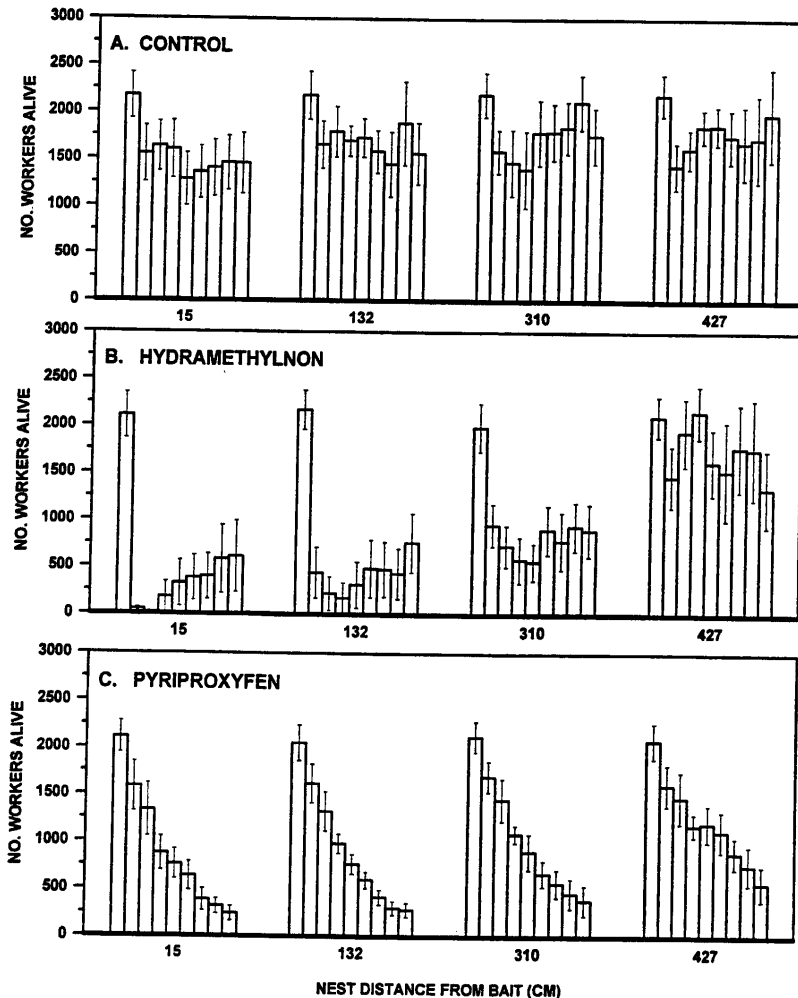 3000
A. CONTROL
2500
2000
1500
1000
500
0
NO. WORKERS ALIVE
15 132 310 427
3000
B. HYDRAMETHYLNON
2500
2000
1500
1000
500
0
NO. WORKERS ALIVE
15 132 310 427
3000
C. PYRIPROXYFEN
2500
2000
1500
1000
500
0
NO. WORKERS ALIVE
15 132 310 427
NEST DISTANCE FROM BAIT (CM)